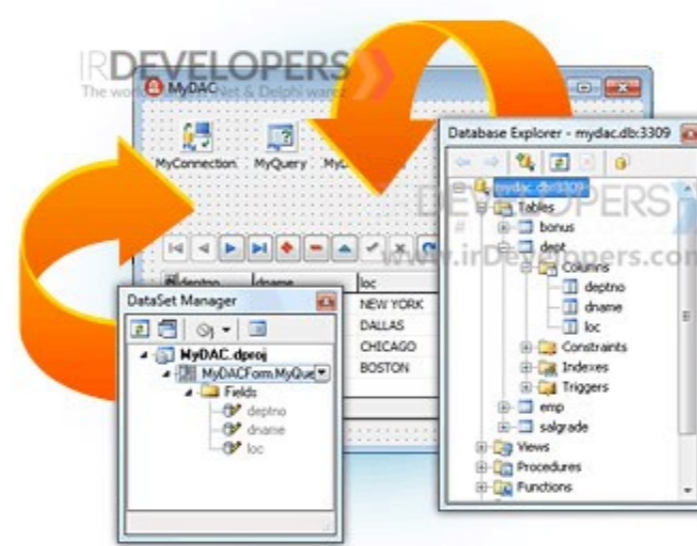 IRDEVELOPERS
The world
Net & Delphi warez
MyDAC
MyConnection
MyQuery
deptno
dname
loc
NEW YORK
DALLAS
CHICAGO
BOSTON
DataSet Manager
MyDAC.dproj
MyDACForm.MyQue
Fields
deptno
dname
loc
Database Explorer - mydac.db:3309
mydac.db:3309
Tables
bonus
dept
Columns
deptno
dname
loc
Constraints
Indexes
Triggers
emp
salgrade
Views
Procedures
Functions
DEVELOPERS
www.irDevelopers.com